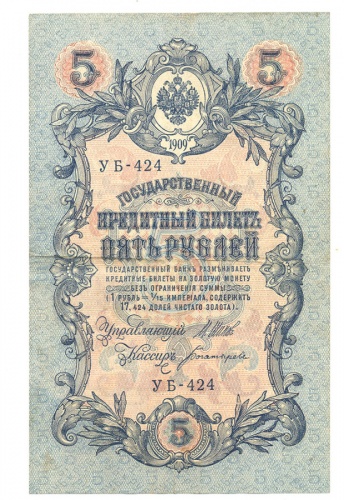 5 5
1909
УБ-424
ГОСУДАРСТВЕННЫЙ
КРЕДИТНЫЙ БИЛЕТЪ
ПЯТЬ РУБЛЕЙ
ГОСУДАРСТВЕННЫЙ БАНКЪ РАЗМѢНИВАЕТЪ
КРЕДИТНЫЕ БИЛЕТЫ НА ЗОЛОТУЮ МОНЕТУ
БЕЗЪ ОГРАНИЧЕНІЯ СУММЫ
(1 РУБЛЬ = 1/15 ИМПЕРІАЛА, СОДЕРЖИТЪ
17,424 ДОЛЕЙ ЧИСТАГО ЗОЛОТА).
Управляющій
Кассиръ
УБ-424
5